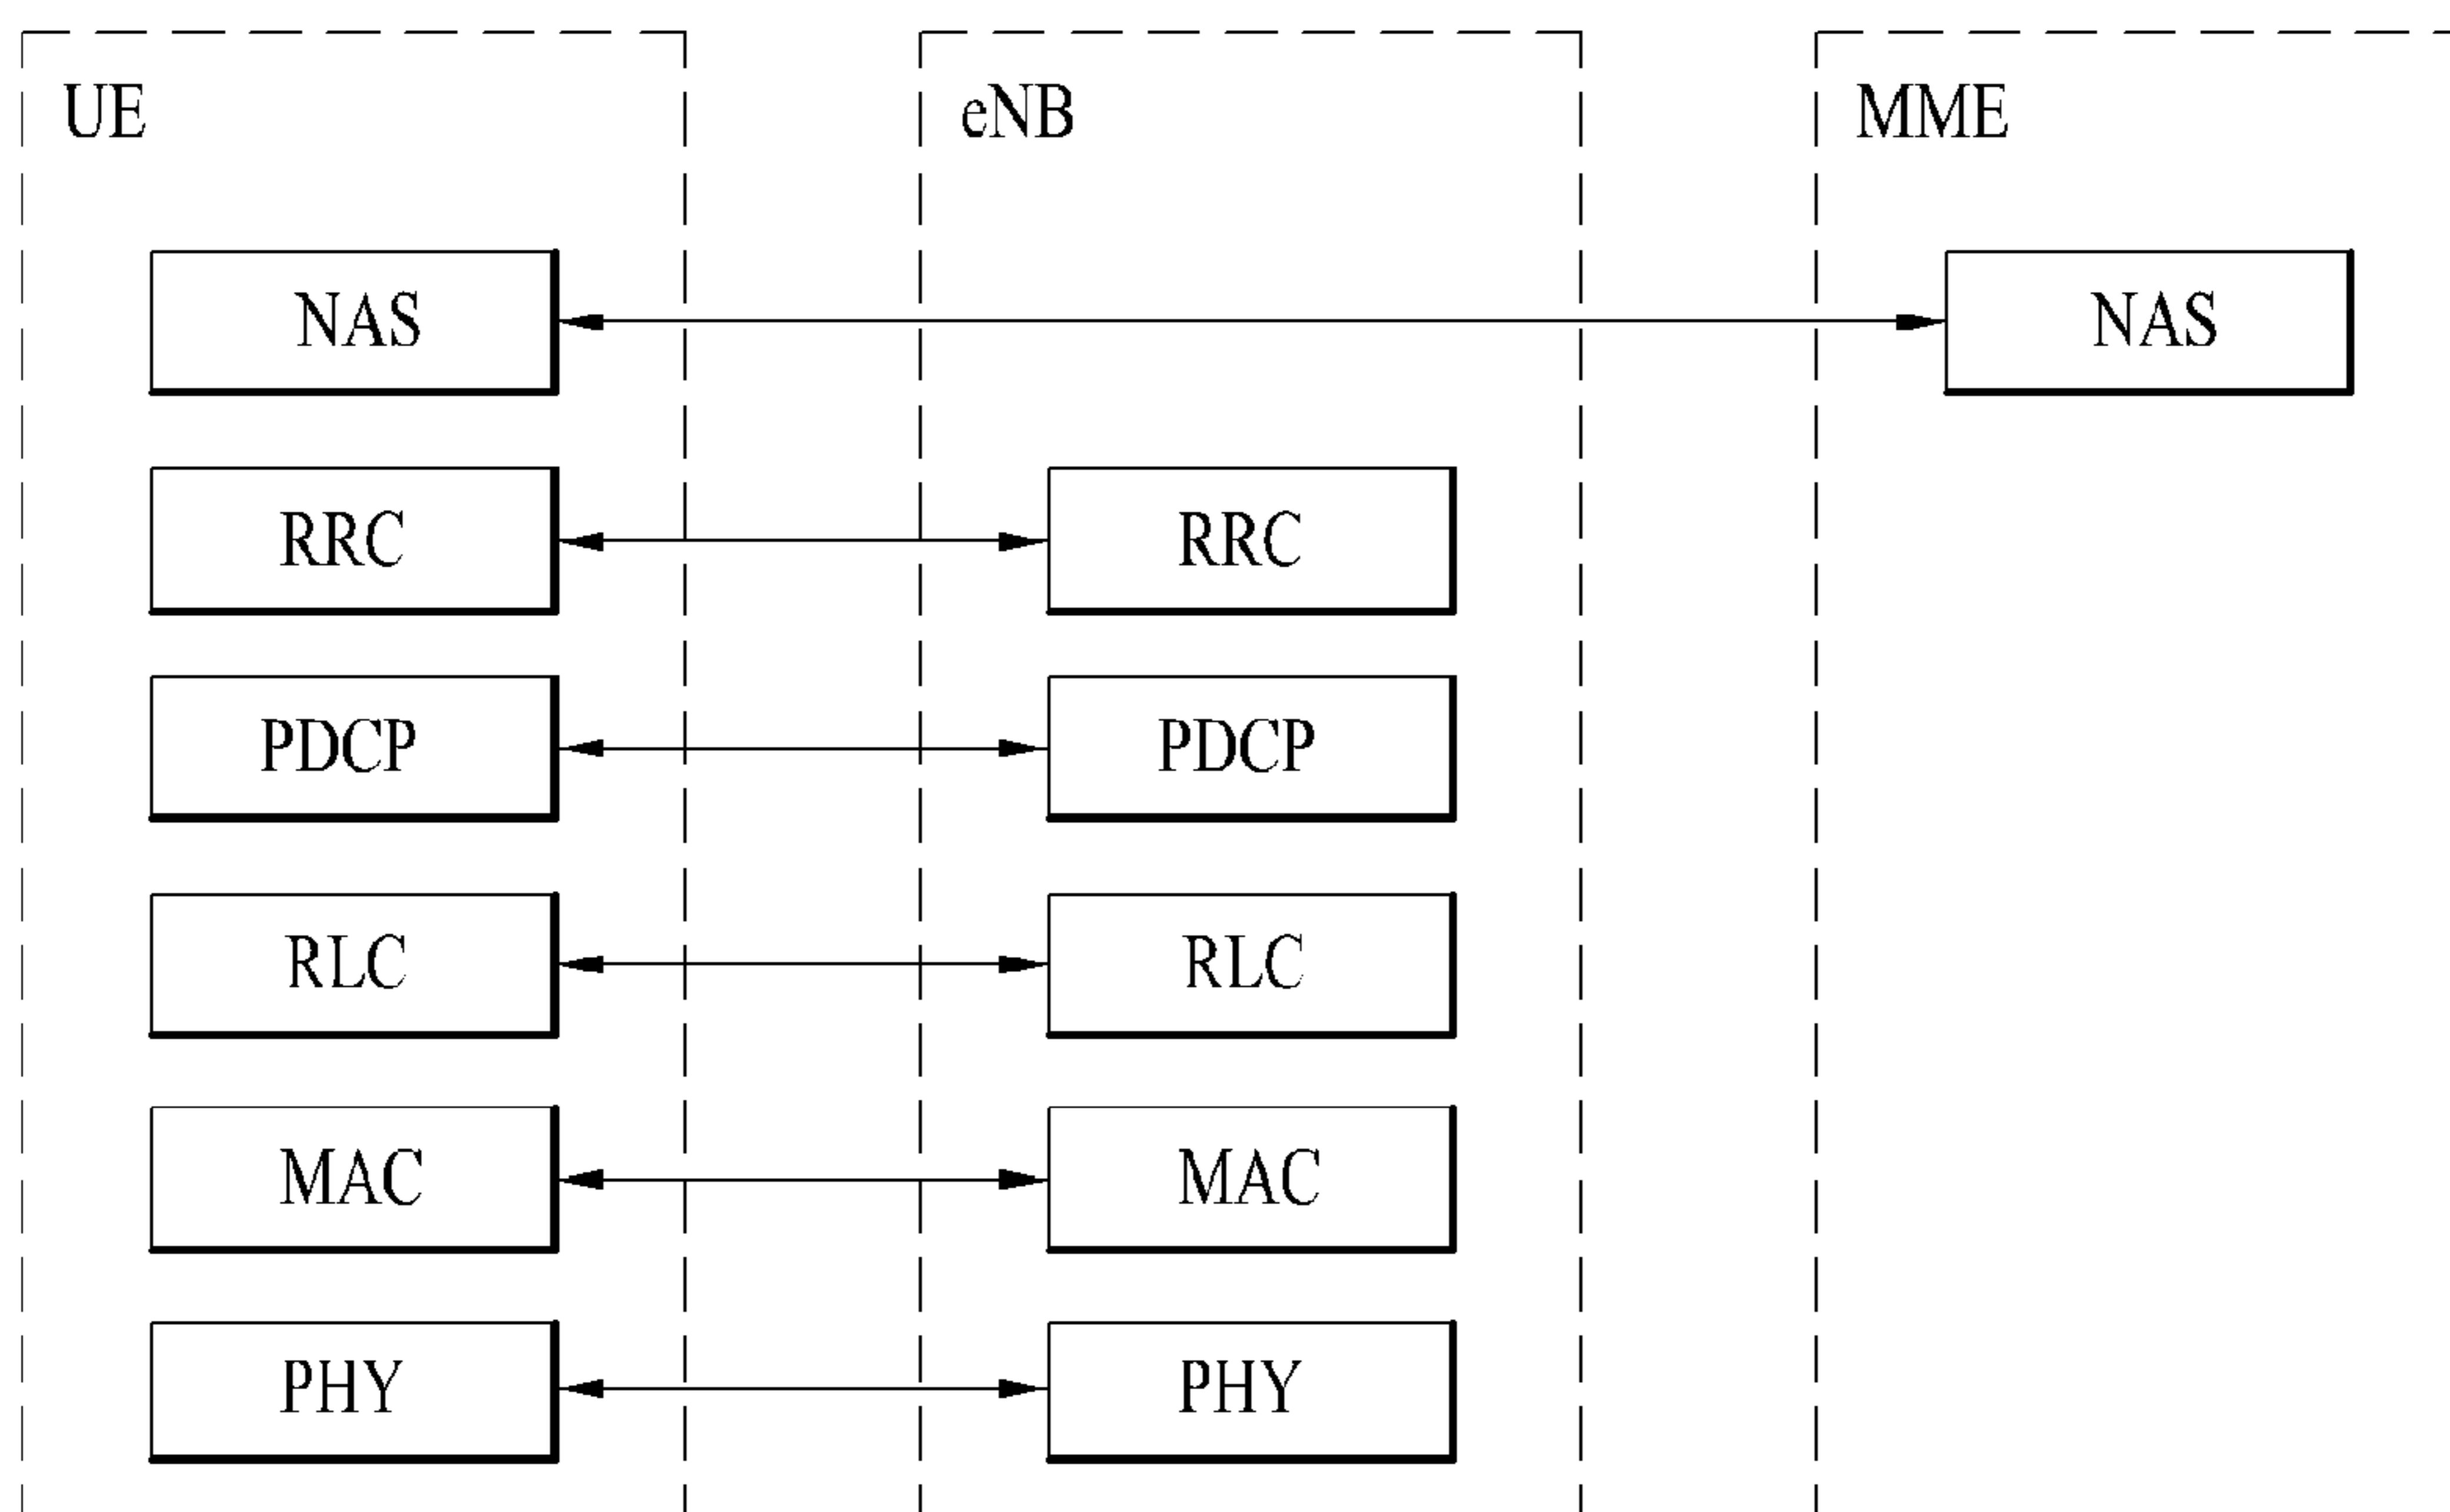 UE
eNB
MME
NAS
NAS
RRC
RRC
PDCP
PDCP
RLC
RLC
MAC
MAC
PHY
PHY